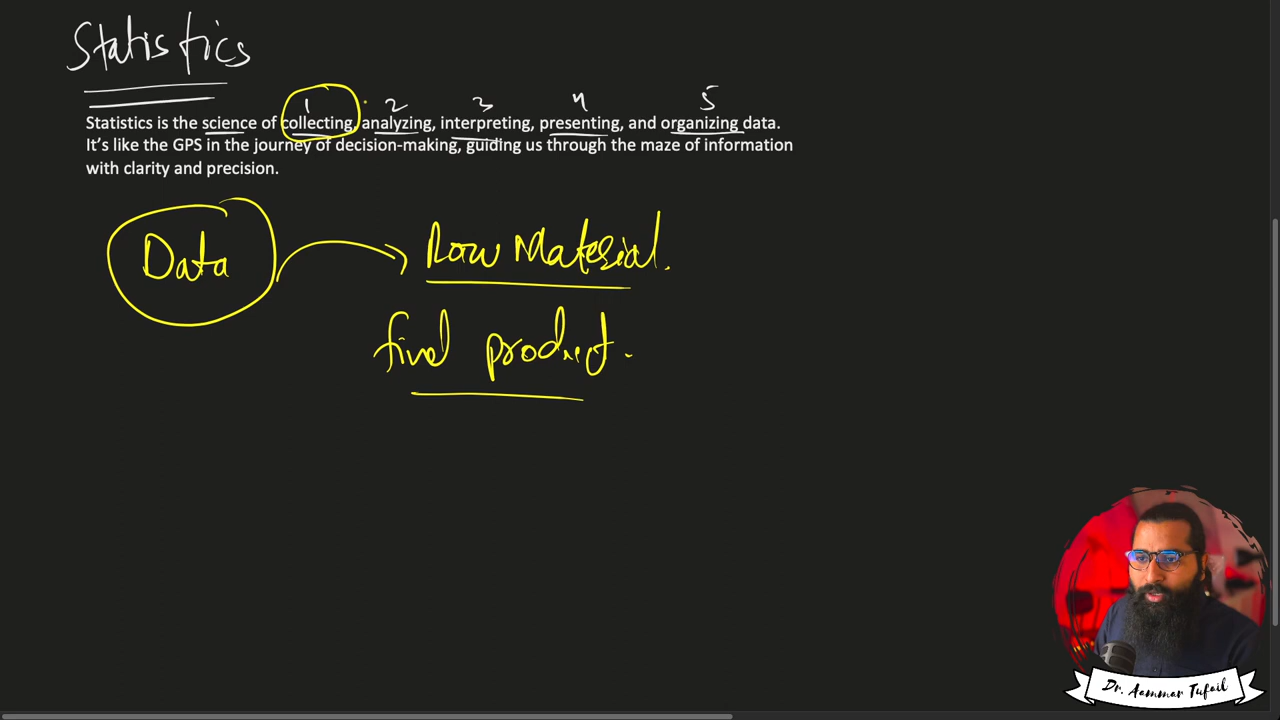 Statistics
1 2 3 4 5
Statistics is the science of collecting, analyzing, interpreting, presenting, and organizing data.
It's like the GPS in the journey of decision-making, guiding us through the maze of information
with clarity and precision.
Data Raw Material.
final product.
Dr. Aammar Tufail